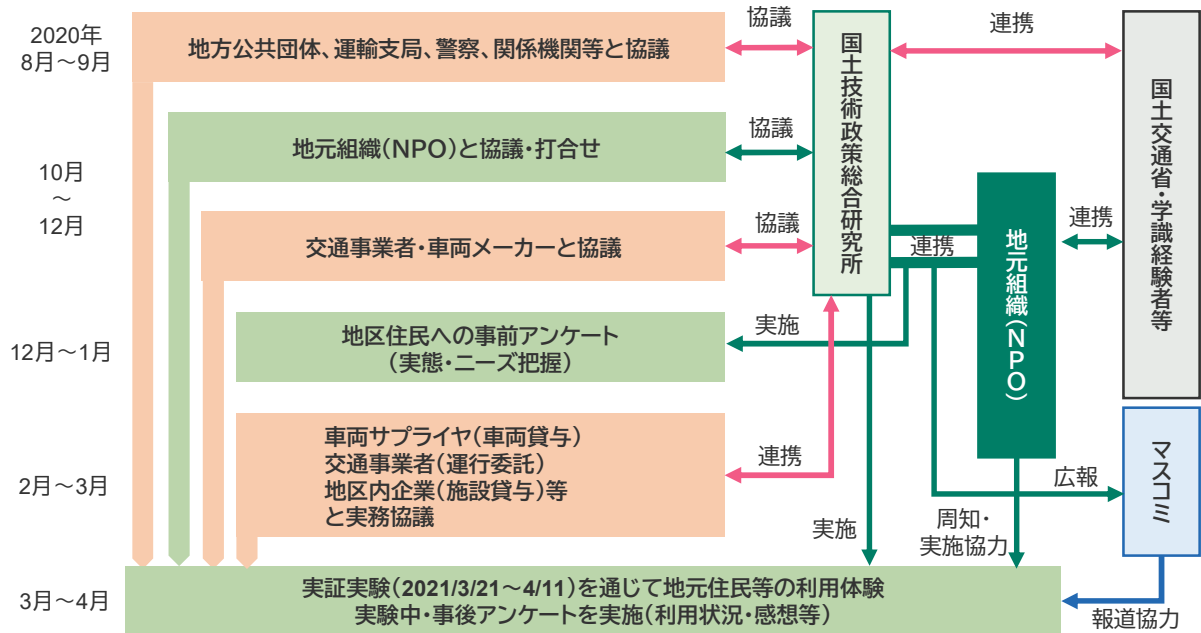 2020年
8月～9月
地方公共団体、運輸支局、警察、関係機関等と協議
協議
国土技術政策総合研究所
連携
国土交通省・学識経験者等
10月
～
12月
地元組織（NPO）と協議・打合せ
協議
交通事業者・車両メーカーと協議
協議
連携
地元組織（NPO）
連携
12月～1月
地区住民への事前アンケート
（実態・ニーズ把握）
実施
2月～3月
車両サプライヤ（車両貸与）
交通事業者（運行委託）
地区内企業（施設貸与）等
と実務協議
連携
実施
周知・
実施協力
広報
マスコミ
3月～4月
実証実験（2021/3/21～4/11）を通じて地元住民等の利用体験
実験中・事後アンケートを実施（利用状況・感想等）
報道協力